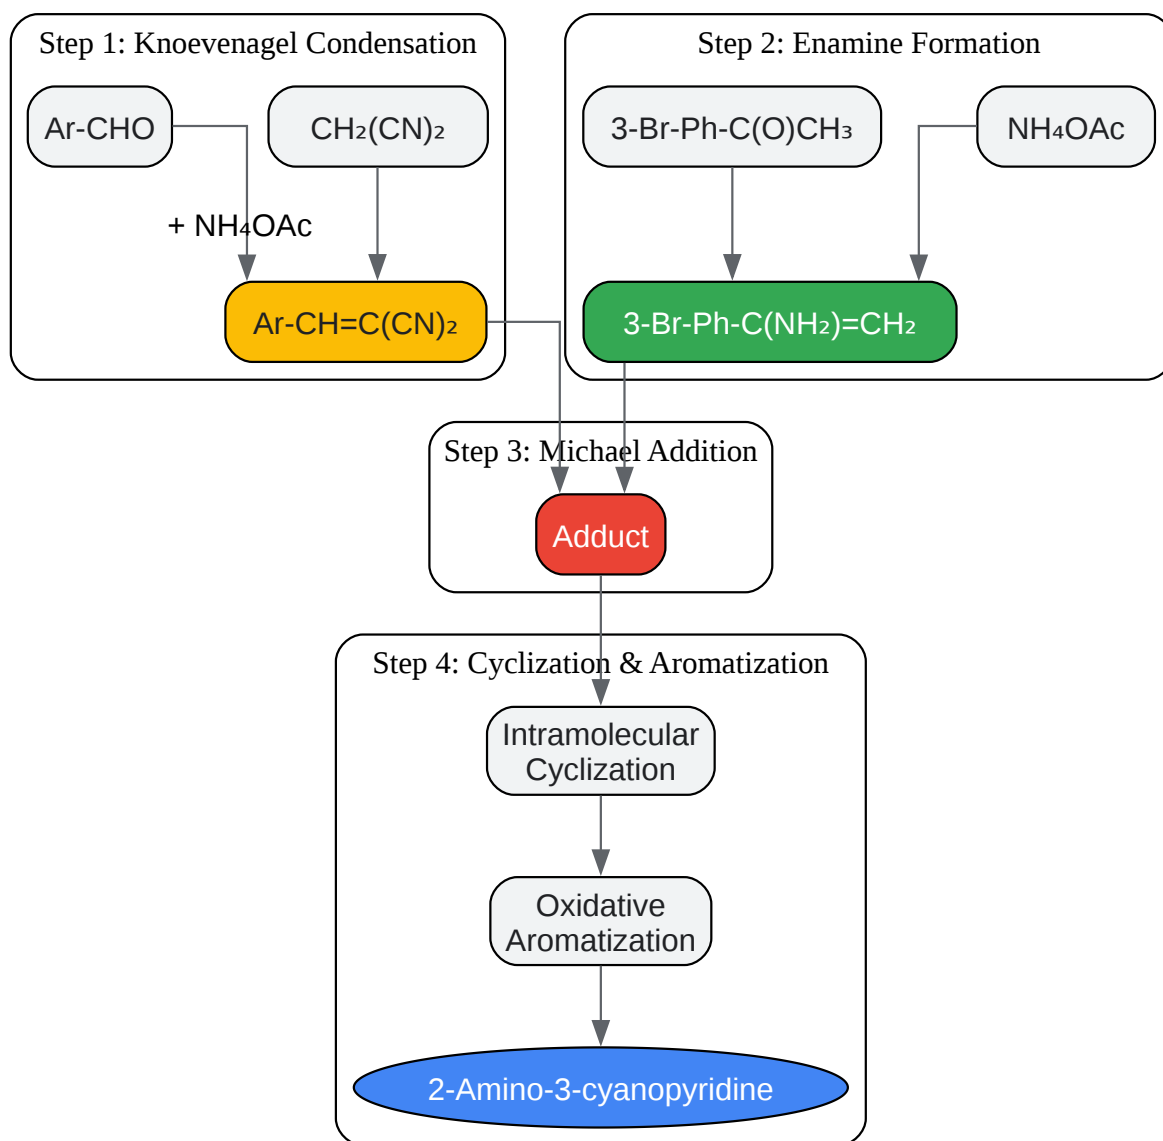 Step 1: Knoevenagel Condensation
Ar-CHO
CH₂(CN)₂
+ NH₄OAc
Ar-CH=C(CN)₂
Step 2: Enamine Formation
3-Br-Ph-C(O)CH₃
NH₄OAc
3-Br-Ph-C(NH₂)=CH₂
Step 3: Michael Addition
Adduct
Step 4: Cyclization & Aromatization
Intramolecular
Cyclization
Oxidative
Aromatization
2-Amino-3-cyanopyridine